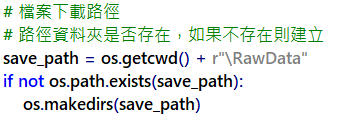 # 檔案下載路徑
# 路徑資料夾是否存在，如果不存在則建立
save_path = os.getcwd() + r"\RawData"
if not os.path.exists(save_path):
    os.makedirs(save_path)